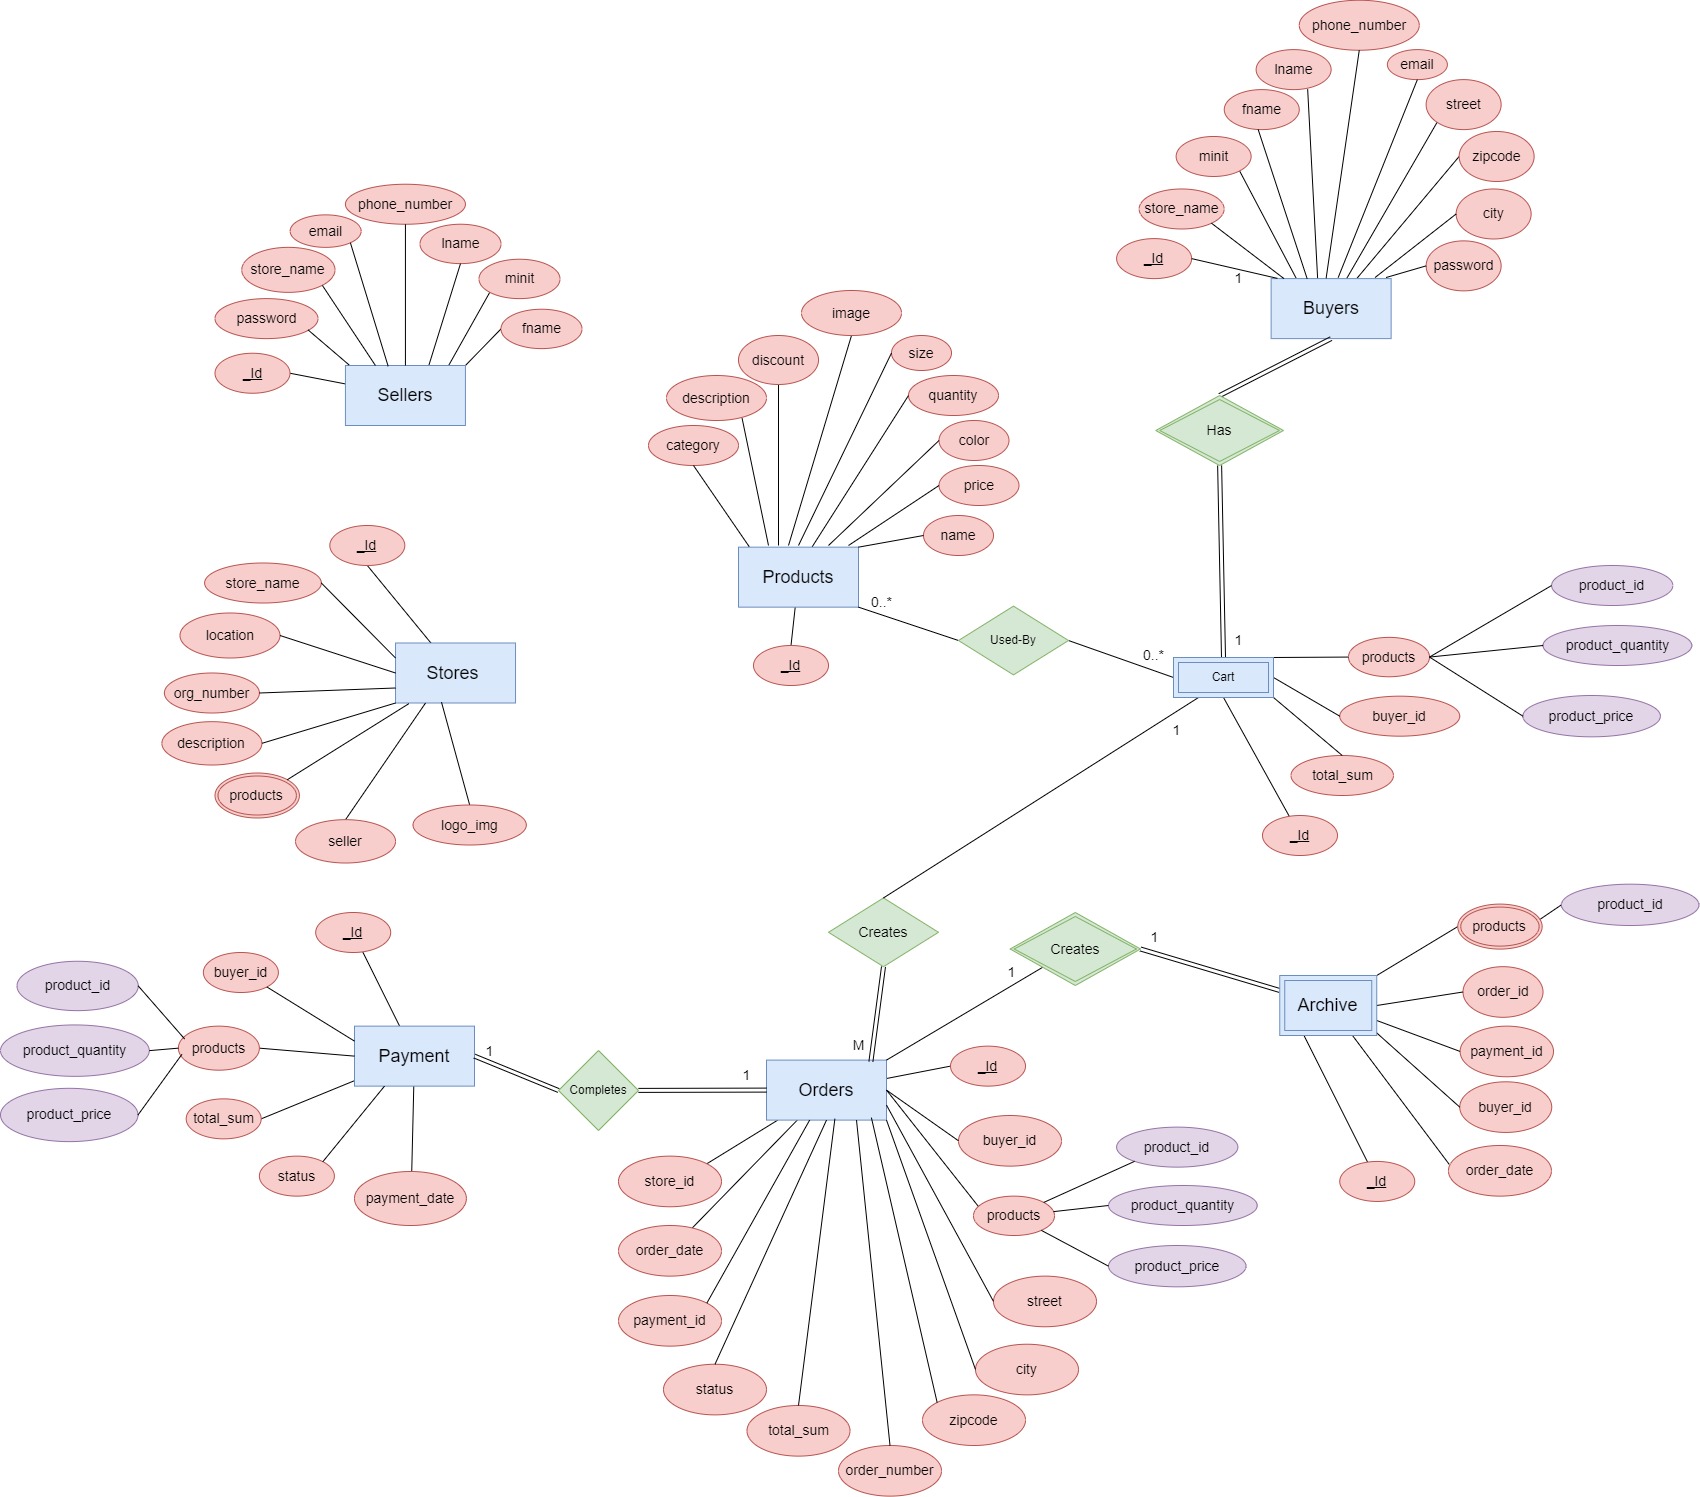 phone_number
lname
email
fname
street
minit
zipcode
store_name
city
_Id
password
1
Buyers
phone_number
email
lname
store_name
minit
password
fname
_Id
Sellers
image
discount
size
description
quantity
category
color
price
name
Products
0..*
_Id
Has
1
Used-By
0..*
Cart
products
product_id
product_quantity
product_price
buyer_id
total_sum
_Id
1
_Id
store_name
location
org_number
description
products
seller
logo_img
Stores
Creates
M
Creates
1
1
Archive
products
product_id
order_id
payment_id
buyer_id
order_date
_Id
_Id
buyer_id
product_id
products
product_quantity
product_price
total_sum
status
payment_date
Payment
1
Completes
1
Orders
_Id
buyer_id
products
product_id
product_quantity
product_price
store_id
order_date
payment_id
status
total_sum
order_number
zipcode
city
street